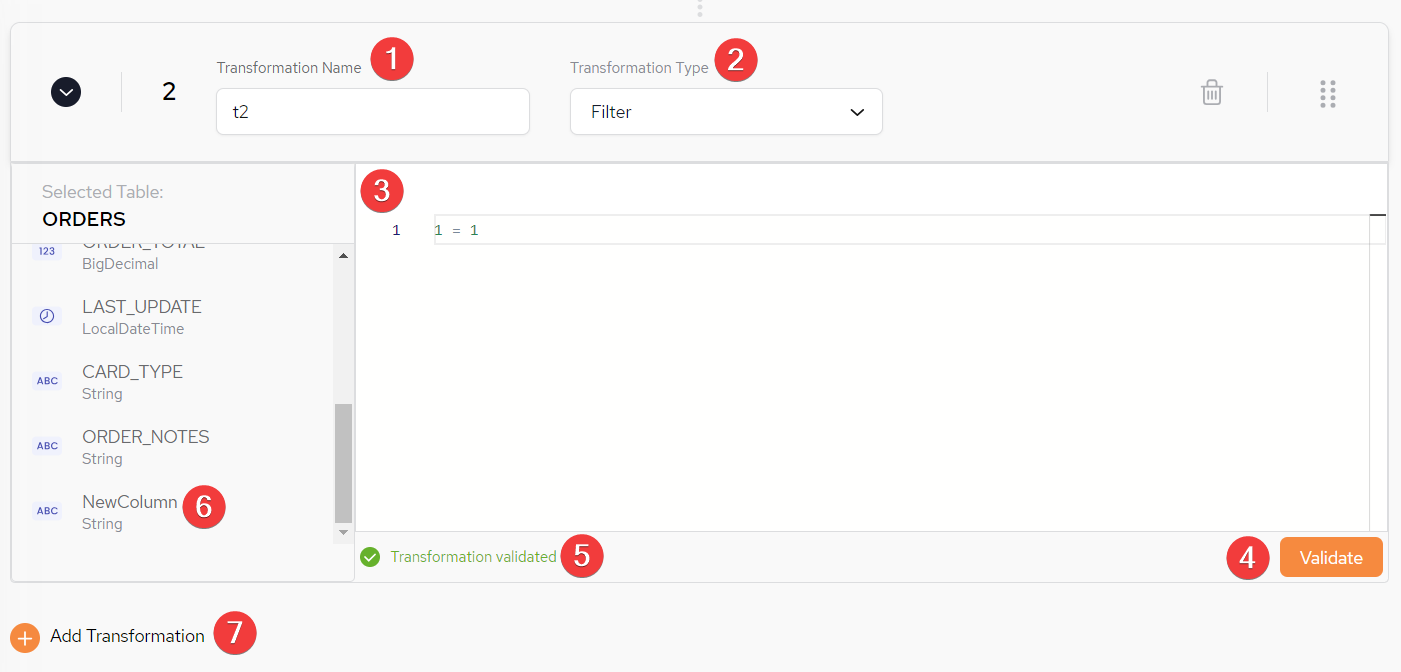 Transformation Name 1
Transformation Type 2
2
t2
Filter
Selected Table:
ORDERS
3
1 1 = 1
123 ORDER_TOTAL
BigDecimal
LAST_UPDATE
LocalDateTime
ABC CARD_TYPE
String
ABC ORDER_NOTES
String
ABC NewColumn 6
String
Transformation validated 5
4 Validate
Add Transformation 7